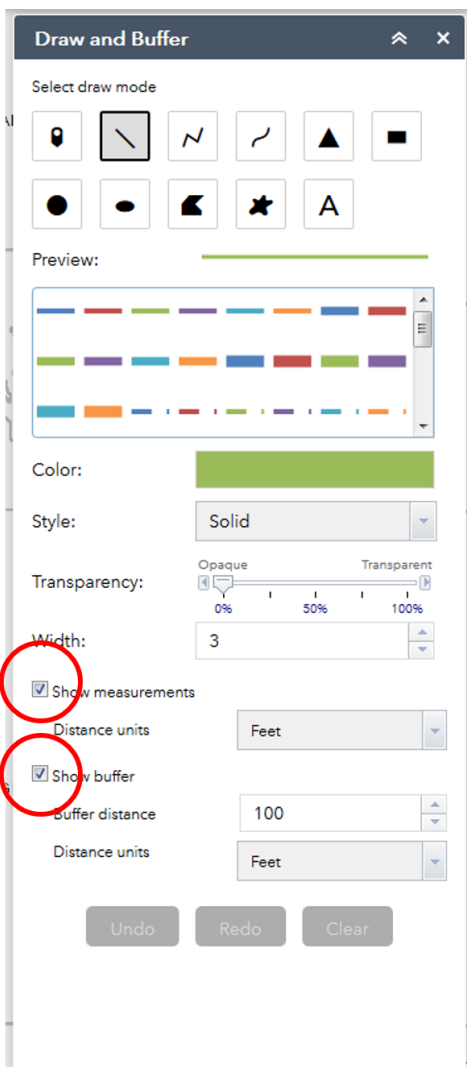 Draw and Buffer
Select draw mode
A
Preview:
Color:
Style: Solid
Opaque Transparent
Transparency:
0% 50% 100%
Width: 3
Show measurements
Distance units Feet
Show buffer
Buffer distance 100
Distance units Feet
Undo Redo Clear